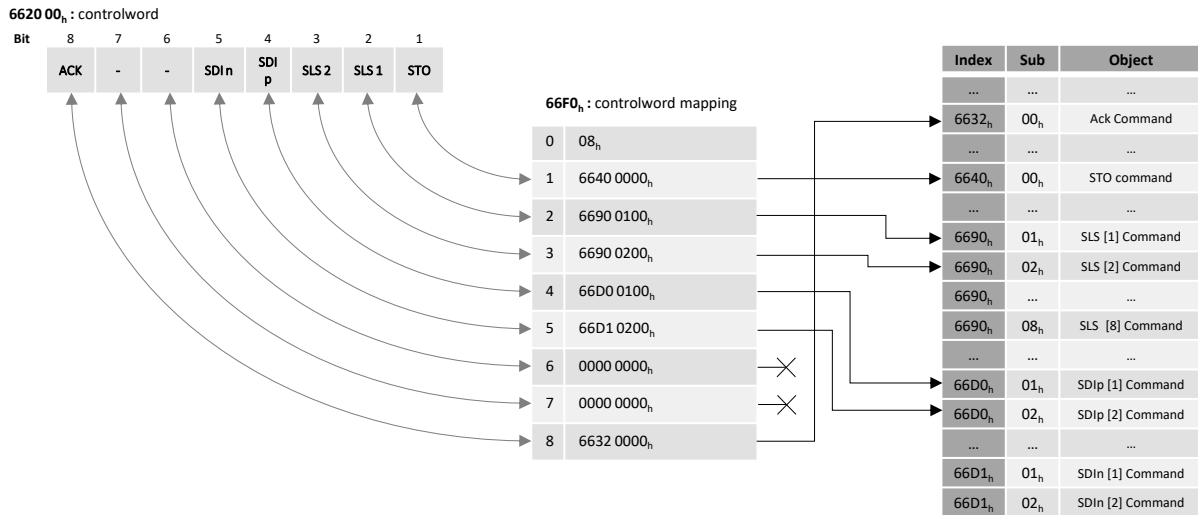 6620 00h : controlword
Bit 8 7 6 5 4 3 2 1
ACK - - SDI n SDI p SLS 2 SLS 1 STO
66F0h : controlword mapping
0 08h
1 6640 0000h
2 6690 0100h
3 6690 0200h
4 66D0 0100h
5 66D1 0200h
6 0000 0000h
7 0000 0000h
8 6632 0000h
Index Sub Object
... ... ...
6632h 00h Ack Command
... ... ...
6640h 00h STO command
... ... ...
6690h 01h SLS [1] Command
6690h 02h SLS [2] Command
6690h ... ...
6690h 08h SLS [8] Command
... ... ...
66D0h 01h SDIp [1] Command
66D0h 02h SDIp [2] Command
... ... ...
66D1h 01h SDIn [1] Command
66D1h 02h SDIn [2] Command